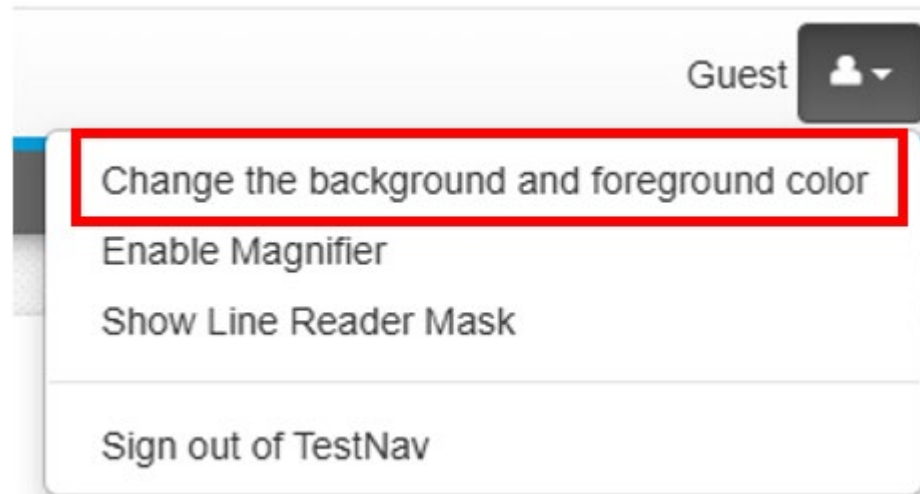 Guest
Change the background and foreground color
Enable Magnifier
Show Line Reader Mask
Sign out of TestNav